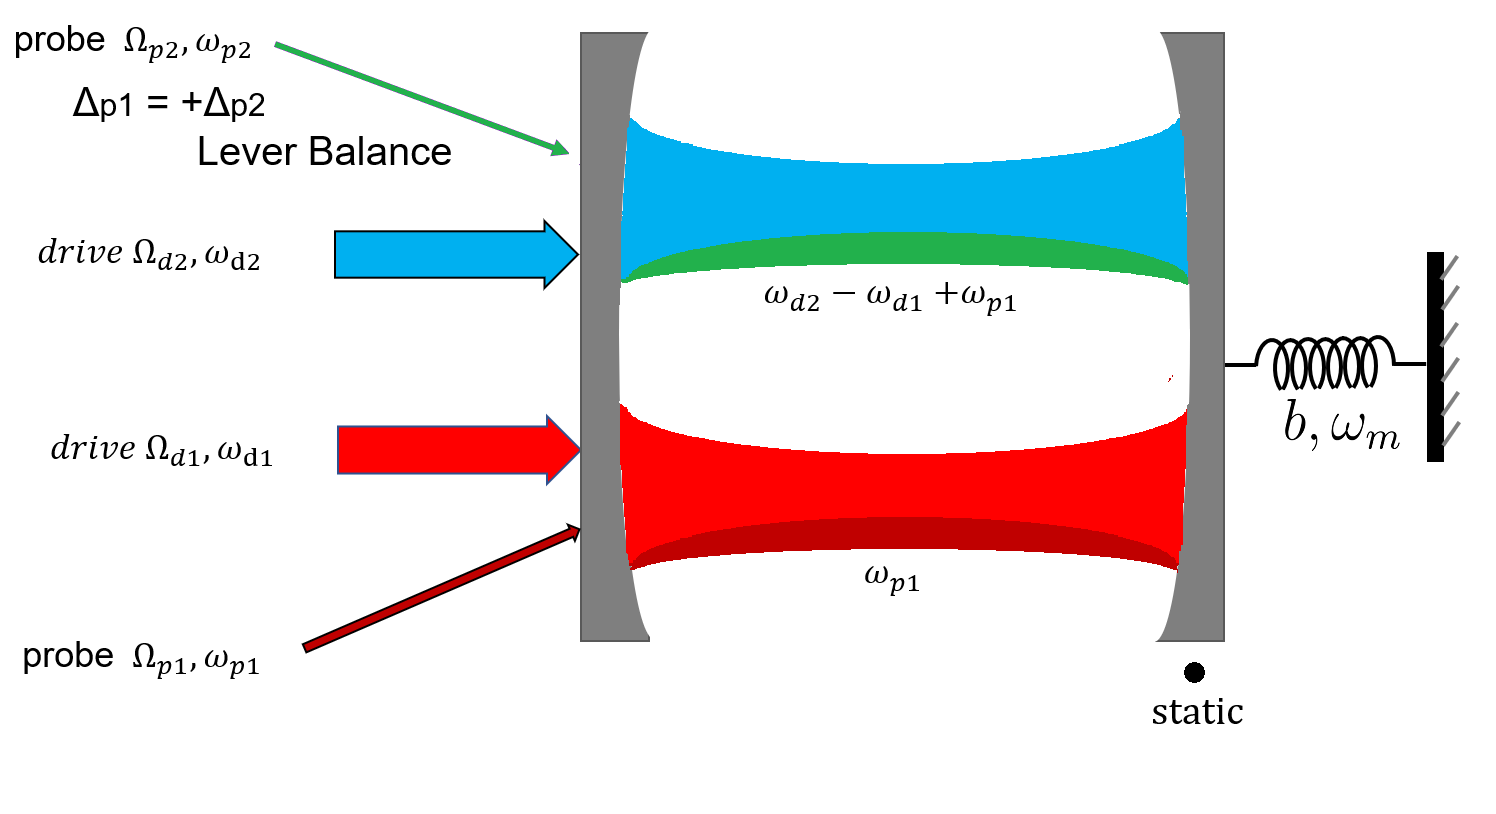 probe Ω_{p2}, ω_{p2}
Δp1 = +Δp2
Lever Balance
drive Ω_{d2}, ω_{d2}
ω_{d2} − ω_{d1} +ω_{p1}
b, ω_m
drive Ω_{d1}, ω_{d1}
ω_{p1}
probe Ω_{p1}, ω_{p1}
static